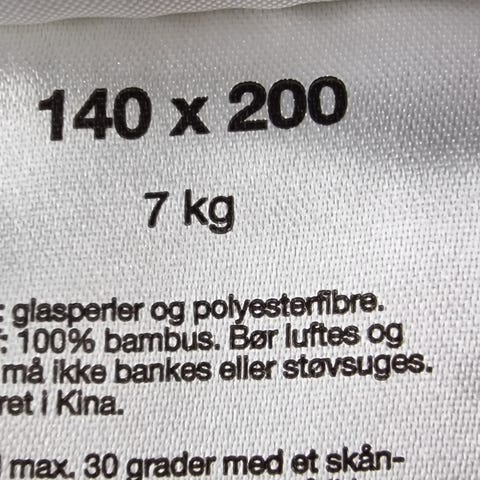 140 x 200
7 kg
: glasperler og polyesterfibre.
: 100% bambus. Bør luftes og
må ikke bankes eller støvsuges.
ret i Kina.
max. 30 grader med et skån-